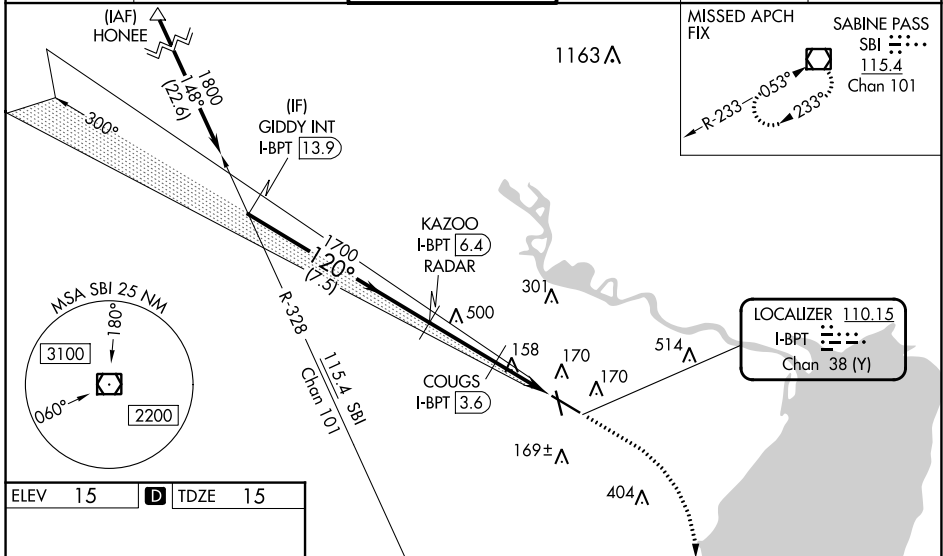 (IAF)
HONEE
1800
148°
(22.6)
300°
(IF)
GIDDY INT
I-BPT 13.9
1163
MISSED APCH
FIX
SABINE PASS
SBI
115.4
Chan 101
R-233
053°
233°
KAZOO
I-BPT 6.4
RADAR
1700
120°
(7.5)
R-328
115.4 SBI
Chan 101
500
301
158
170
170
514
COUGS
I-BPT 3.6
LOCALIZER 110.15
I-BPT
Chan 38 (Y)
169±
404
MSA SBI 25 NM
180°
3100
060°
2200
ELEV 15 D TDZE 15